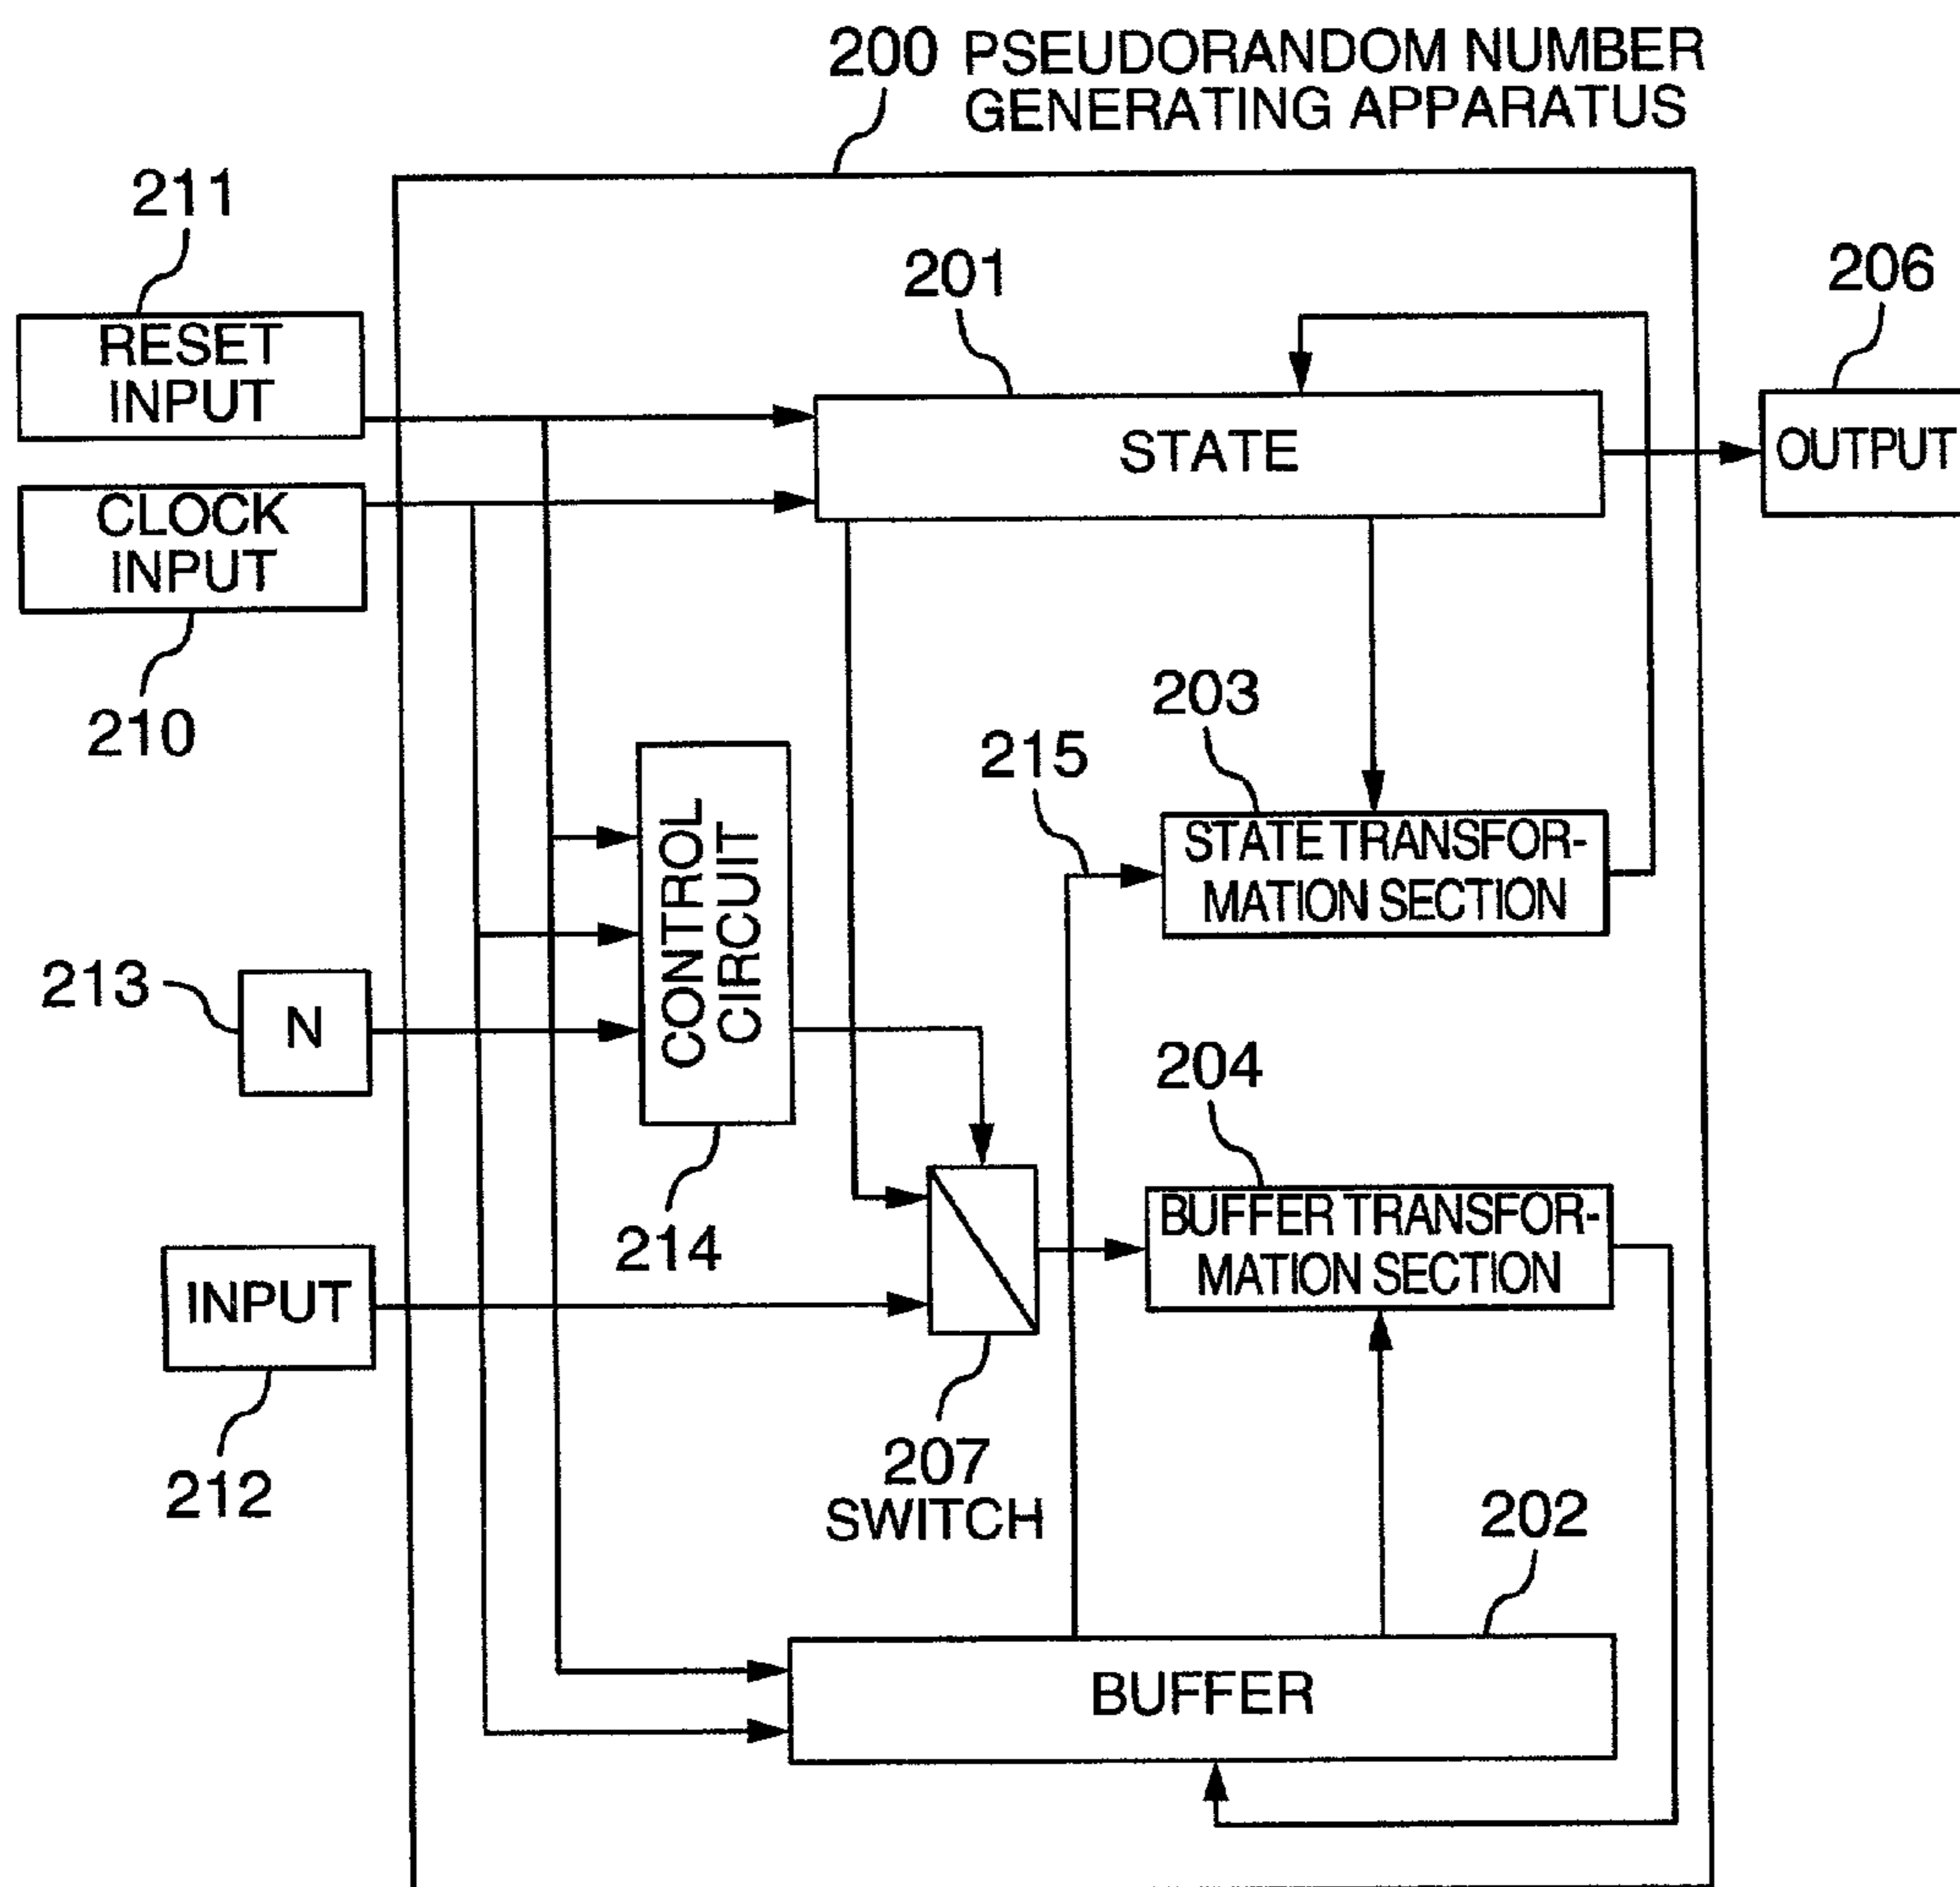 200 PSEUDORANDOM NUMBER
GENERATING APPARATUS
211
RESET
INPUT
201
206
STATE
OUTPUT
CLOCK
INPUT
210
203
215
STATE TRANSFOR-
MATION SECTION
CONTROL
CIRCUIT
213
N
204
214
BUFFER TRANSFOR-
MATION SECTION
INPUT
212
207
SWITCH
202
BUFFER